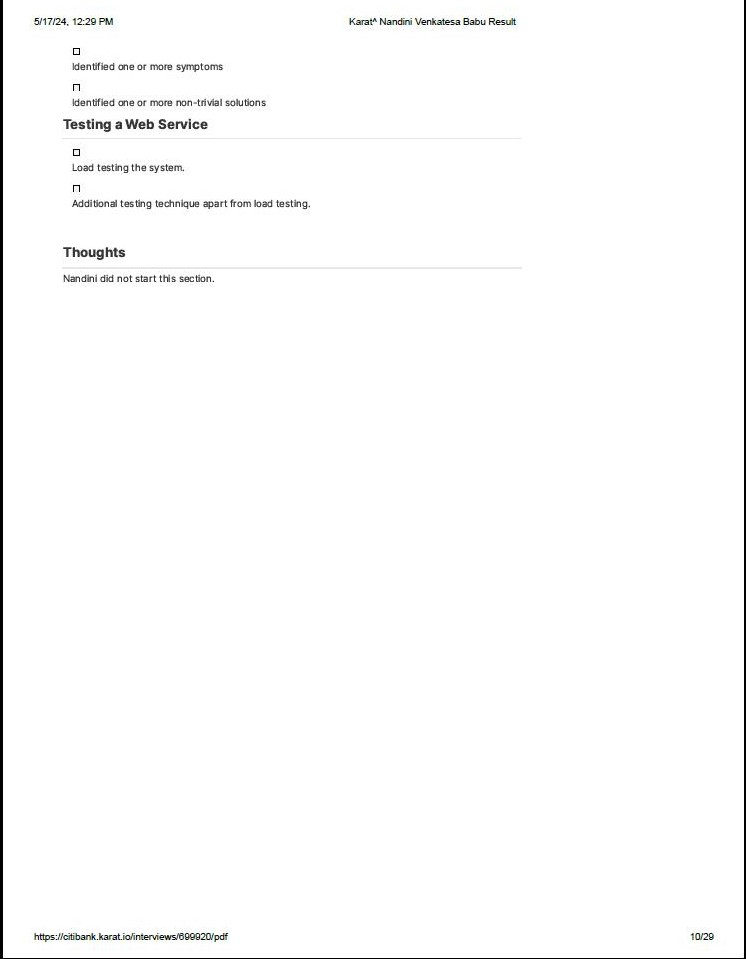 5/17/24, 12:29 PM
Karat^ Nandini Venkatesa Babu Result
Identified one or more symptoms
Identified one or more non-trivial solutions
Testing a Web Service
Load testing the system.
Additional testing technique apart from load testing.
Thoughts
Nandini did not start this section.
https://citibank.karat.io/interviews/699920/pdf
10/29